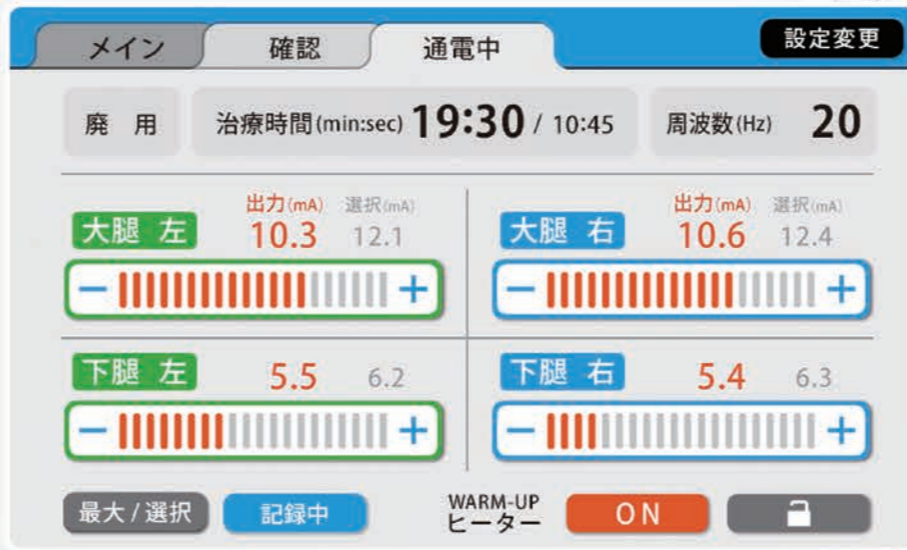 メイン 確認 通電中 設定変更
廃 用 治療時間(min:sec) 19:30 / 10:45 周波数(Hz) 20
出力(mA) 選択(mA) 出力(mA) 選択(mA)
大腿 左 10.3 12.1 大腿 右 10.6 12.4
− + − +
下腿 左 5.5 6.2 下腿 右 5.4 6.3
− + − +
最大 / 選択 記録中 WARM-UP ON
ヒーター